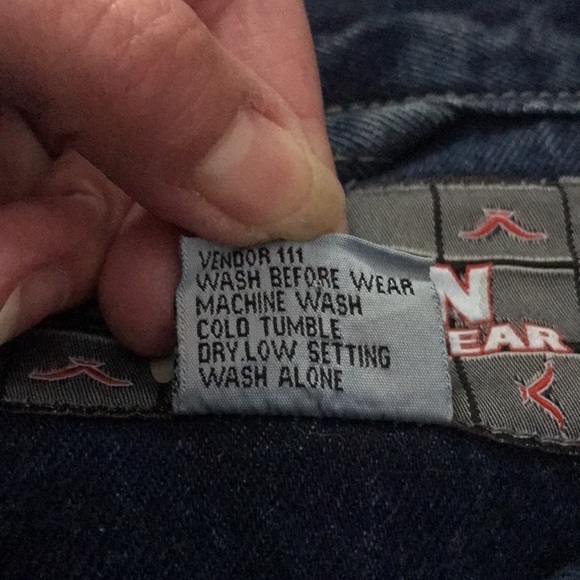 VENDOR 111
WASH BEFORE WEAR
MACHINE WASH
COLD TUMBLE
DRY.LOW SETTING
WASH ALONE
N
EAR